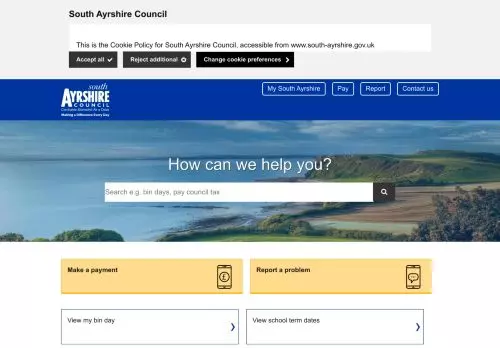 South Ayrshire Council
This is the Cookie Policy for South Ayrshire Council, accessible from www.south-ayrshire.gov.uk
Accept all
Reject additional
Change cookie preferences
south
AYRSHIRE
COUNCIL
Comhairle Siorrachd Àir a Deas
Making a Difference Every Day
My South Ayrshire
Pay
Report
Contact us
How can we help you?
Search e.g. bin days, pay council tax
Make a payment
£
Report a problem
View my bin day
View school term dates